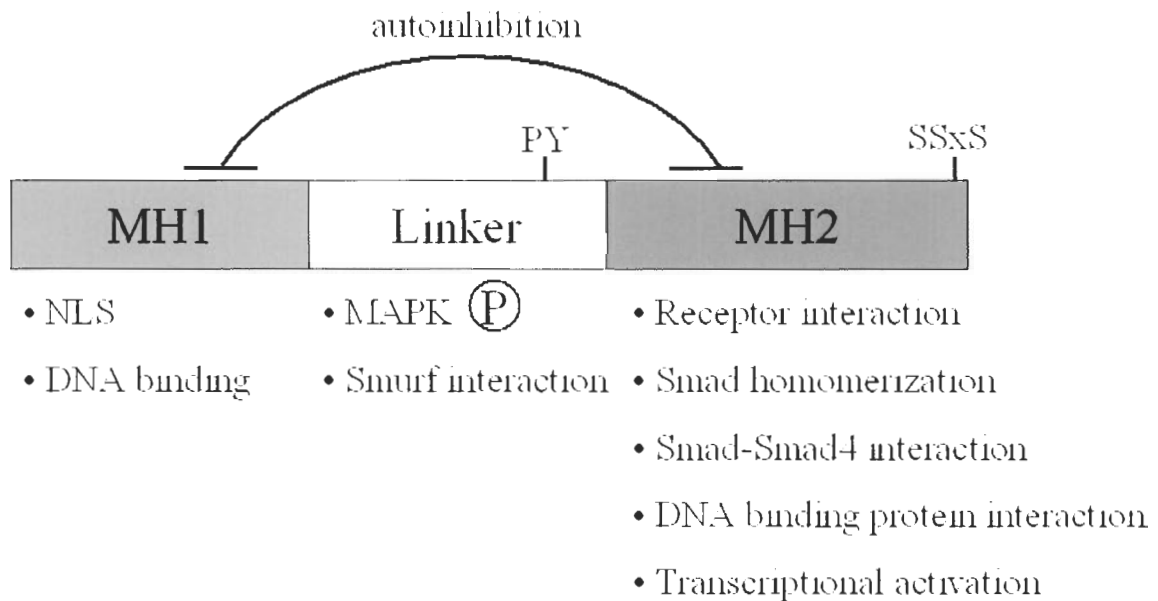 autoinhibition
PY
SSxS
MH1
Linker
MH2
• NLS
• DNA binding
• MAPK Ⓟ
• Smurf interaction
• Receptor interaction
• Smad homomerization
• Smad-Smad4 interaction
• DNA binding protein interaction
• Transcriptional activation